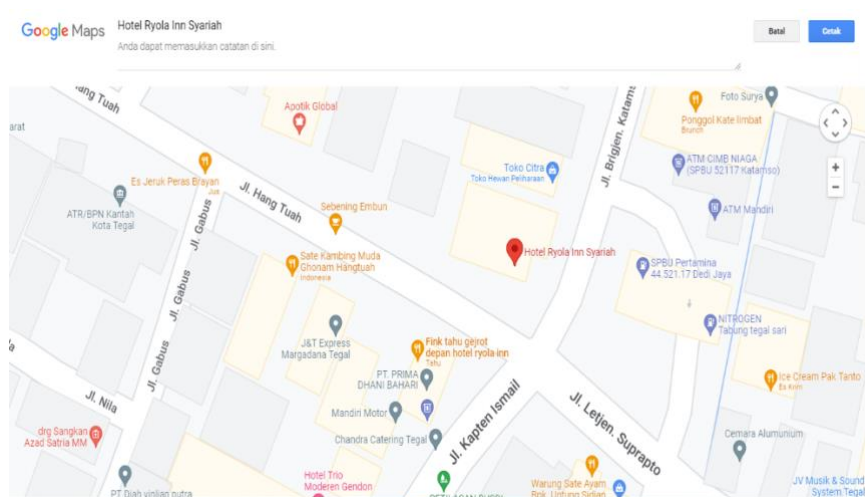 Google Maps
Hotel Ryola Inn Syariah
Anda dapat memasukkan catatan di sini.
Batal
Cetak
Hang Tuah
arat
Apotik Global
Foto Surya
Ponggol Kate limbat
Brunch
Jl. Brigjen. Katamso
Toko Citra
Toko Hewan Peliharaan
ATM CIMB NIAGA
(SPBU 52117 Katamso)
+
−
Es Jeruk Peras Brayan
Jus
ATR/BPN Kantah
Kota Tegal
Jl. Hang Tuah
Sebening Embun
ATM Mandiri
Jl. Gabus
Sate Kambing Muda
Ghonam Hangtuah
Indonesia
Hotel Ryola Inn Syariah
SPBU Pertamina
44.521.17 Dedi Jaya
Jl. Gabus
NITROGEN
Tabung tegal sari
J&T Express
Margadana Tegal
Fink tahu gejrot
depan hotel ryola inn
Tahu
Jl. Gabus
PT. PRIMA
DHANI BAHARI
Ice Cream Pak Tanto
Es Krim
Jl. Nila
Mandiri Motor
Jl. Kapten Ismail
Jl. Letjen. Suprapto
drg Sangkan
Azad Satria MM
Chandra Catering Tegal
Cemara Alumunium
Hotel Trio
Moderen Gendon
Warung Sate Ayam
JV Musik & Sound
System Tegal